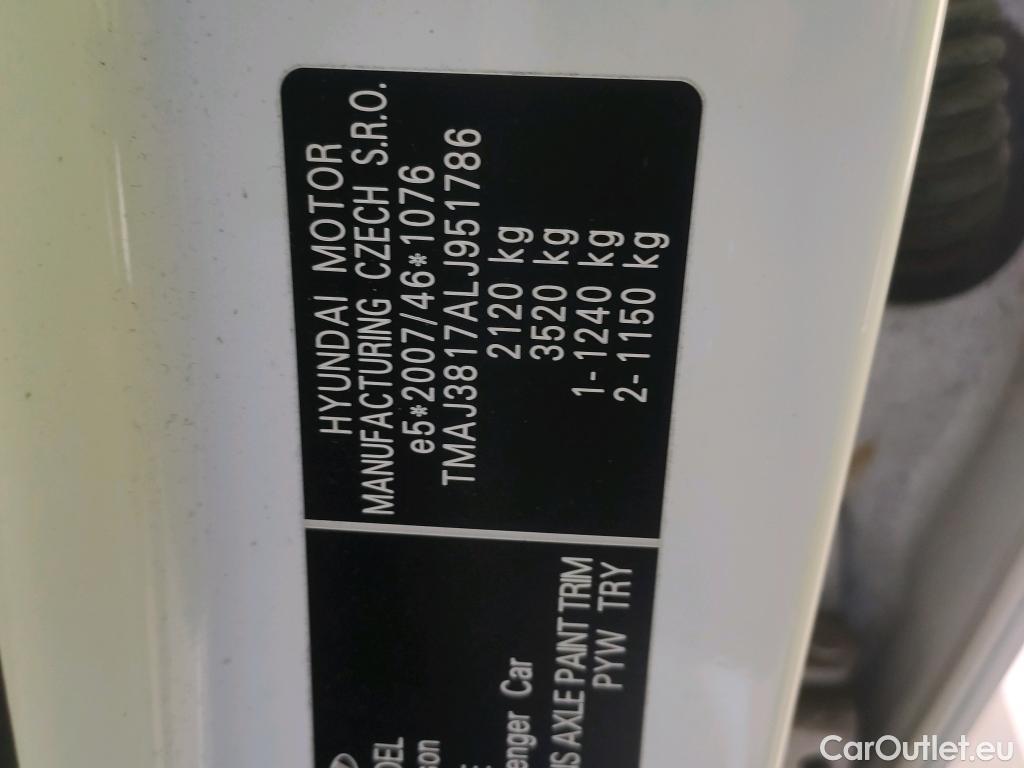 HYUNDAI MOTOR
MANUFACTURING CZECH S.R.O.
e5*2007/46*1076
TMAJ3817ALJ951786
2120 kg
3520 kg
1-1240 kg
2-1150 kg
DEL
son
enger Car
IS AXLE PAINT TRIM
PYW TRY
CarOutlet.eu